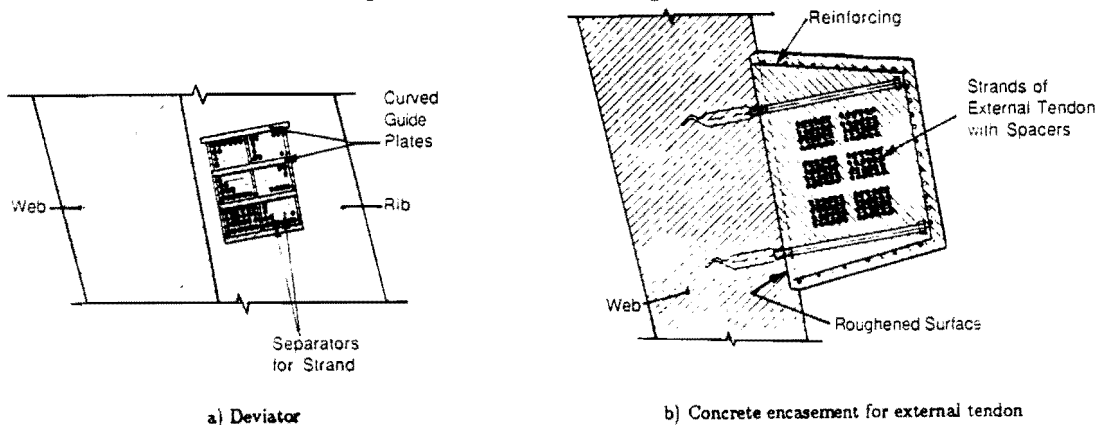 Curved
Guide
Plates
Web
Rib
Separators
for Strand
a) Deviator
Reinforcing
Strands of
External Tendon
with Spacers
Web
Roughened Surface
b) Concrete encasement for external tendon